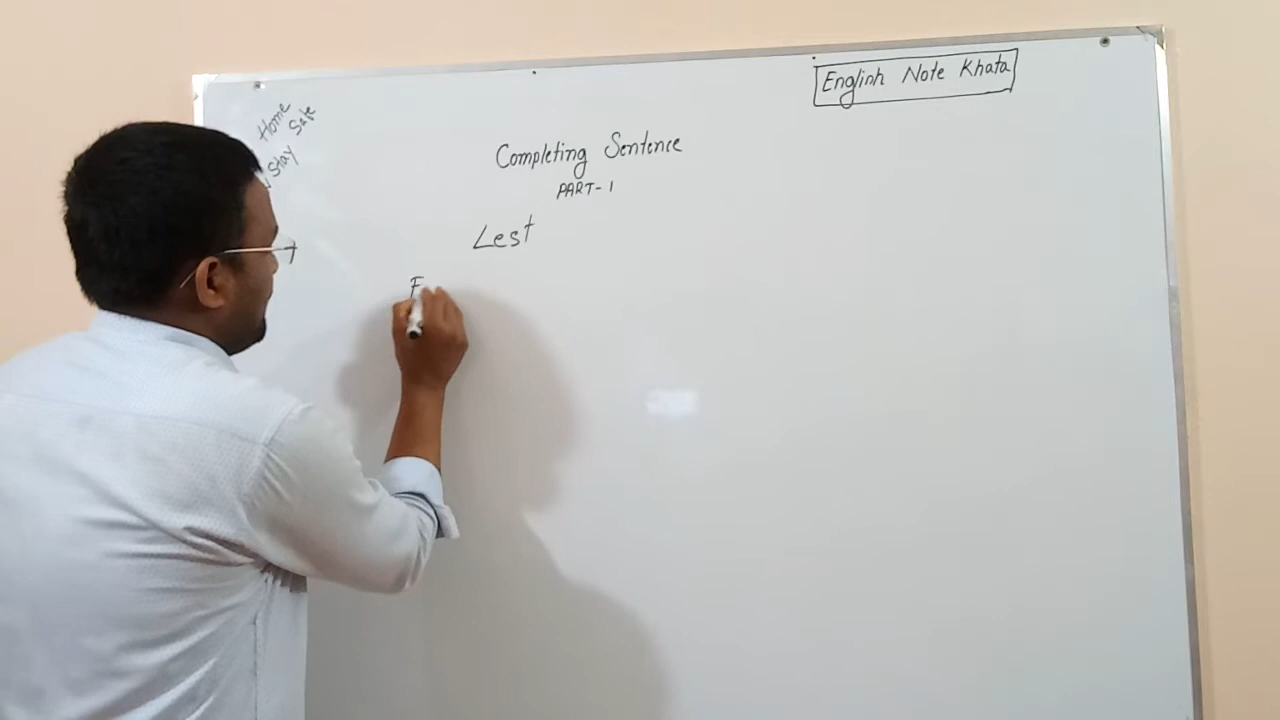 English Note Khata
Home
Safe
Stay
Completing Sentence
PART-1
Lest
F